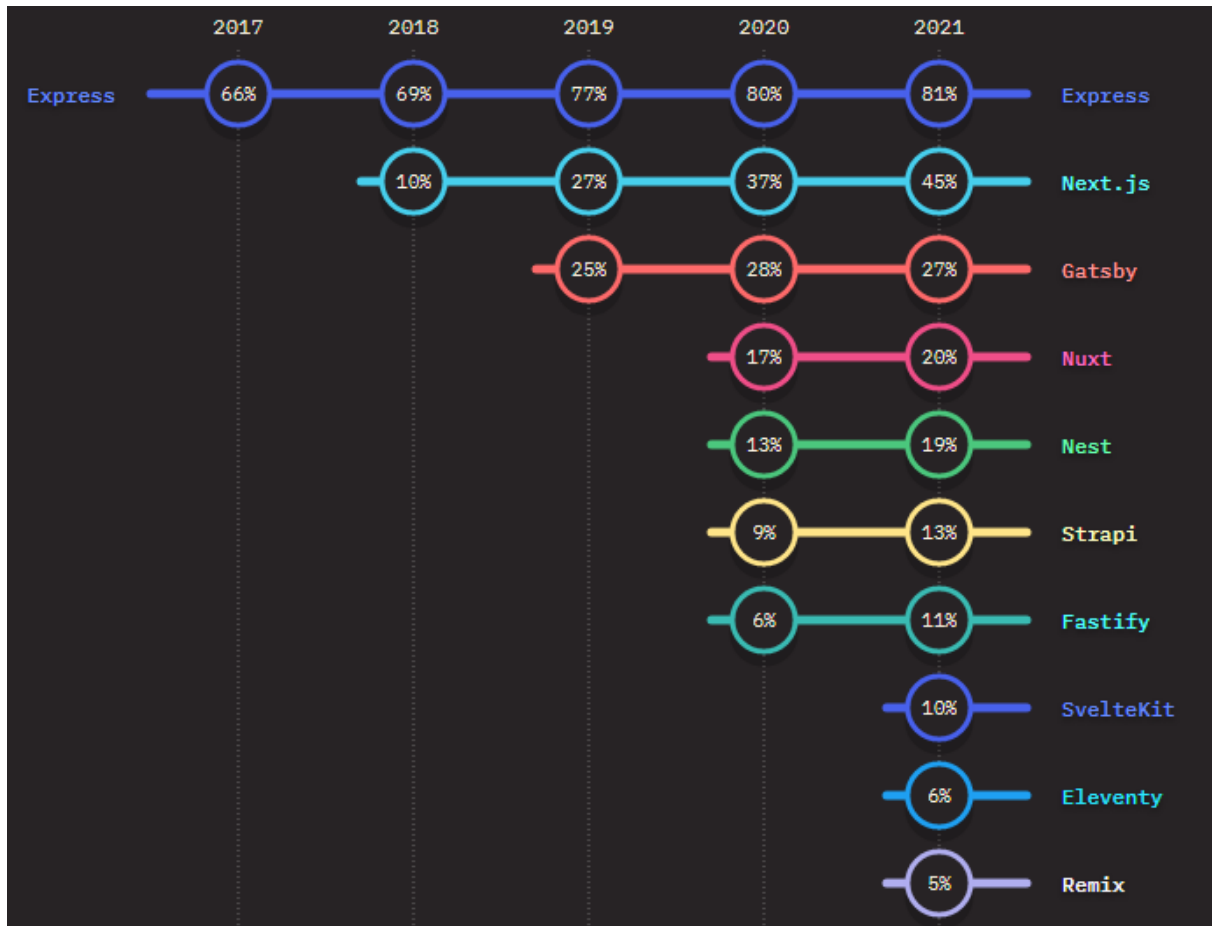 2017 2018 2019 2020 2021
Express 66% 69% 77% 80% 81% Express
10% 27% 37% 45% Next.js
25% 28% 27% Gatsby
17% 20% Nuxt
13% 19% Nest
9% 13% Strapi
6% 11% Fastify
10% SvelteKit
6% Eleventy
5% Remix